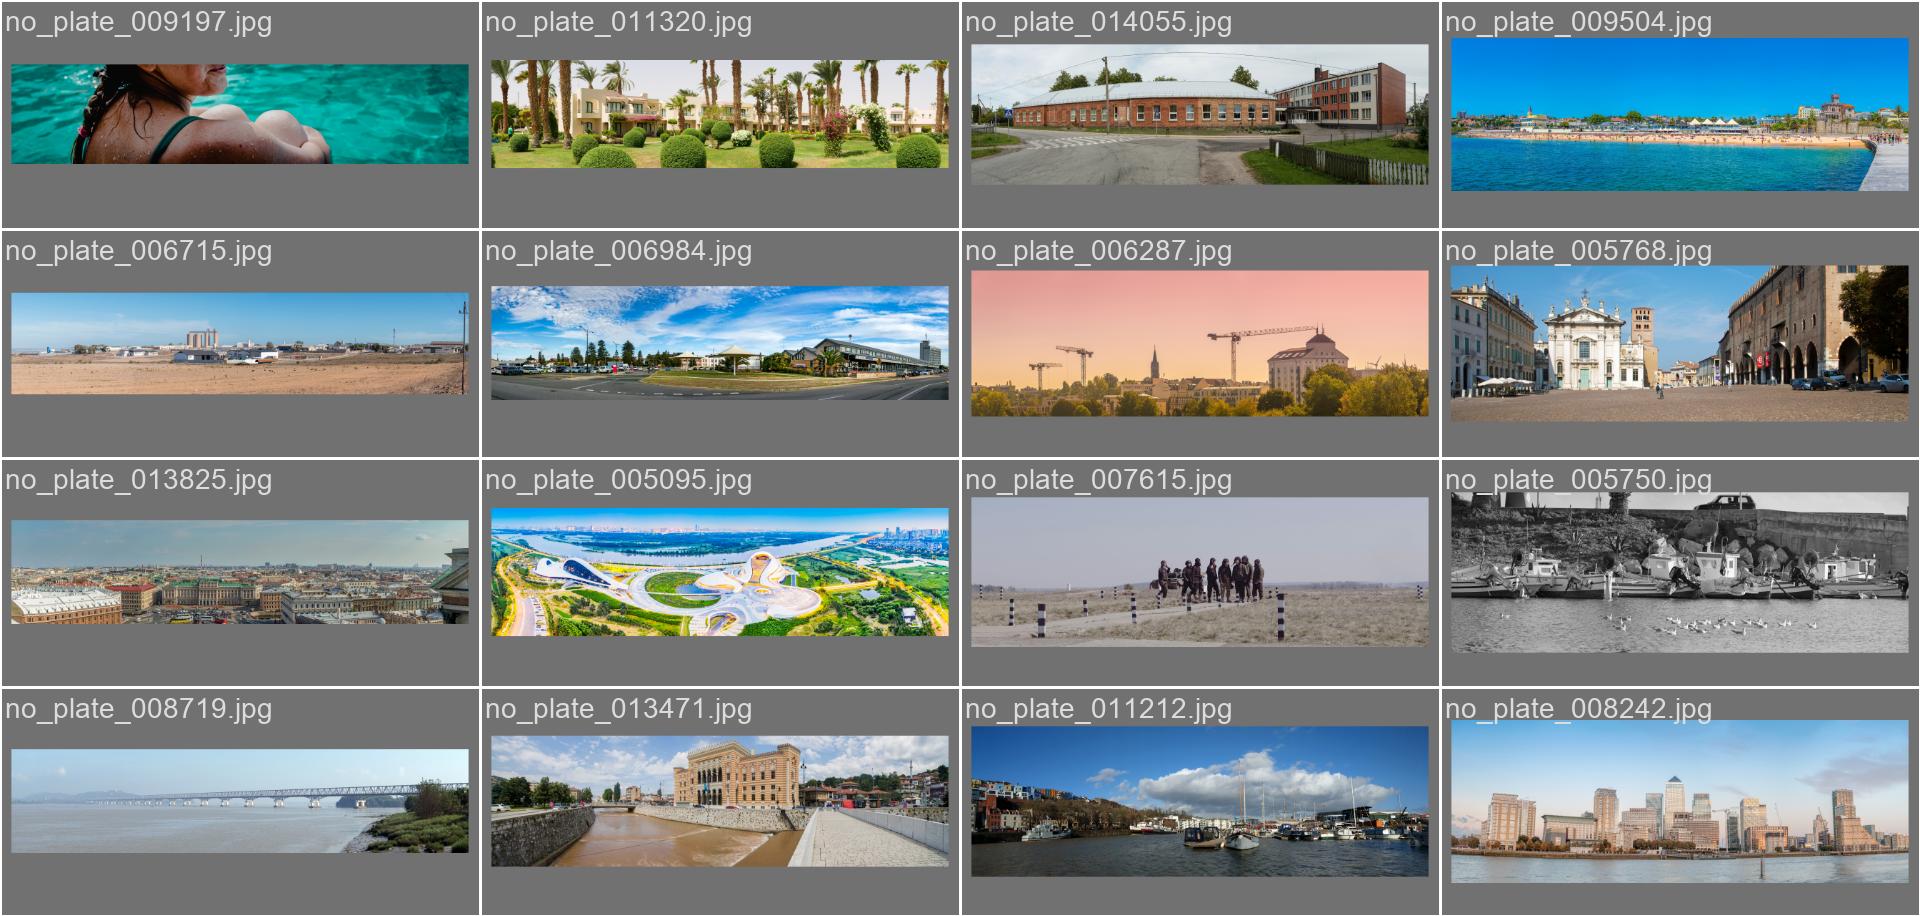 no_plate_009197.jpg
no_plate_011320.jpg
no_plate_014055.jpg
no_plate_009504.jpg
no_plate_006715.jpg
no_plate_006984.jpg
no_plate_006287.jpg
no_plate_005768.jpg
no_plate_013825.jpg
no_plate_005095.jpg
no_plate_007615.jpg
no_plate_005750.jpg
no_plate_008719.jpg
no_plate_013471.jpg
no_plate_011212.jpg
no_plate_008242.jpg